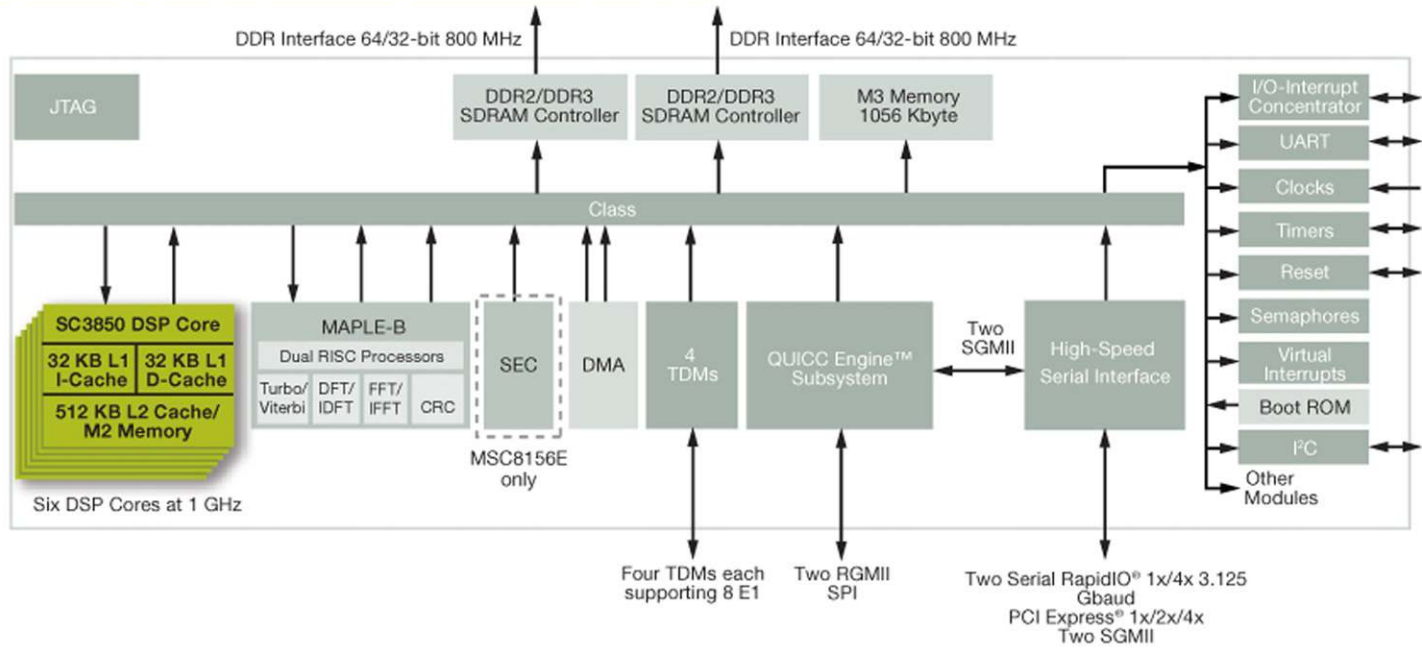 DDR Interface 64/32-bit 800 MHz
DDR Interface 64/32-bit 800 MHz
JTAG
DDR2/DDR3
SDRAM Controller
DDR2/DDR3
SDRAM Controller
M3 Memory
1056 Kbyte
I/O-Interrupt
Concentrator
UART
Clocks
Timers
Reset
Semaphores
Virtual
Interrupts
Boot ROM
I²C
Other
Modules
Class
SC3850 DSP Core
32 KB L1
I-Cache
32 KB L1
D-Cache
512 KB L2 Cache/
M2 Memory
Six DSP Cores at 1 GHz
MAPLE-B
Dual RISC Processors
Turbo/
Viterbi
DFT/
IDFT
FFT/
IFFT
CRC
SEC
MSC8156E
only
DMA
4
TDMs
QUICC Engine™
Subsystem
Two
SGMII
High-Speed
Serial Interface
Four TDMs each
supporting 8 E1
Two RGMII
SPI
Two Serial RapidIO® 1x/4x 3.125
Gbaud
PCI Express® 1x/2x/4x
Two SGMII